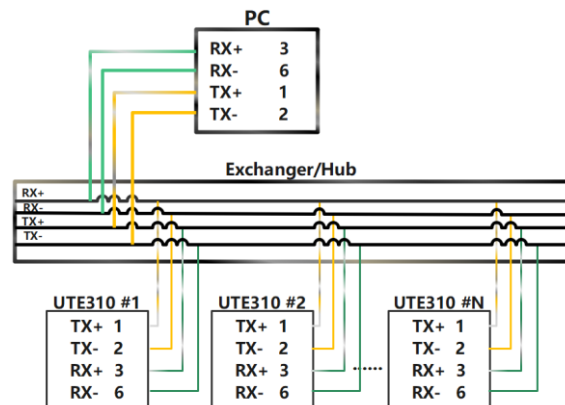 PC
RX+ 3
RX- 6
TX+ 1
TX- 2
Exchanger/Hub
RX+
RX-
TX+
TX-
UTE310 #1 UTE310 #2 UTE310 #N
TX+ 1 TX+ 1 TX+ 1
TX- 2 TX- 2 TX- 2
RX+ 3 RX+ 3 ...... RX+ 3
RX- 6 RX- 6 RX- 6